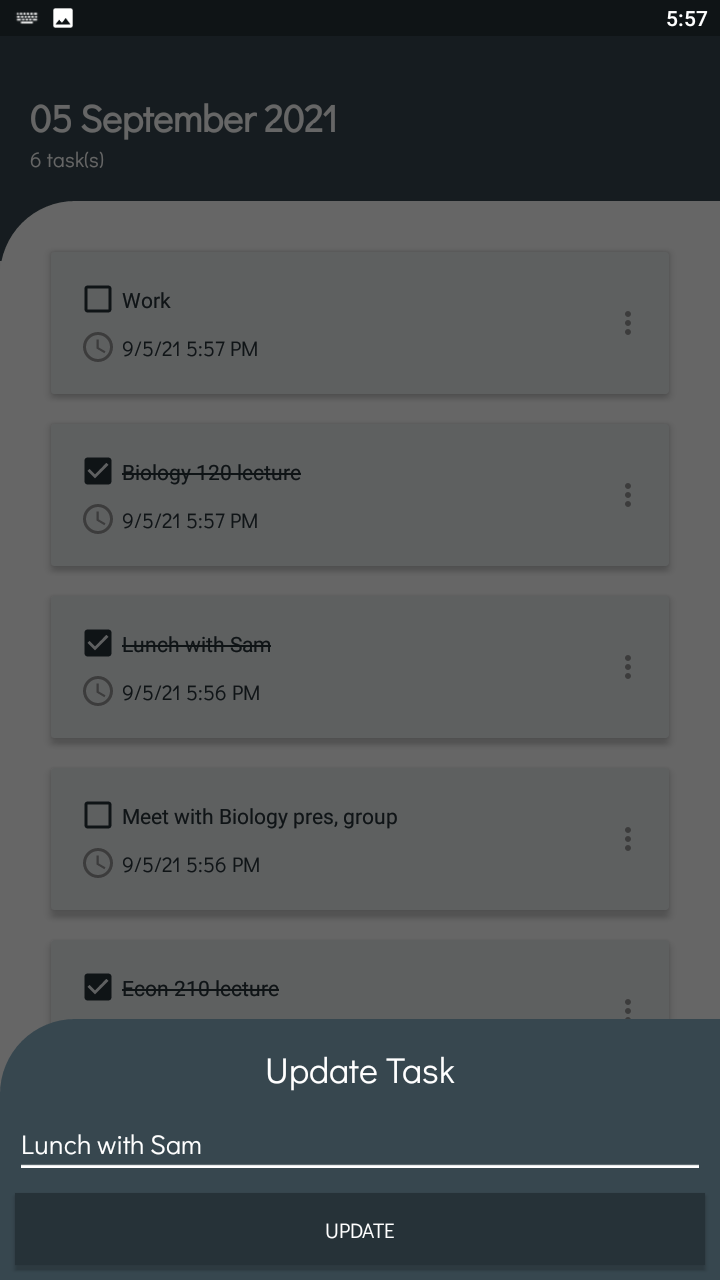 5:57
05 September 2021
6 task(s)
Work
9/5/21 5:57 PM
Biology 120 lecture
9/5/21 5:57 PM
Lunch with Sam
9/5/21 5:56 PM
Meet with Biology pres, group
9/5/21 5:56 PM
Econ 210 lecture
Update Task
Lunch with Sam
UPDATE